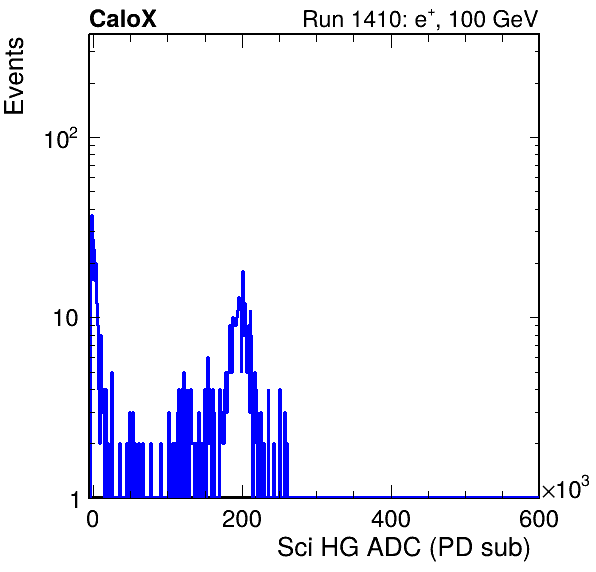 CaloX Run 1410: e⁺, 100 GeV
Events
10²
10
1
0 200 400 600
×10³
Sci HG ADC (PD sub)